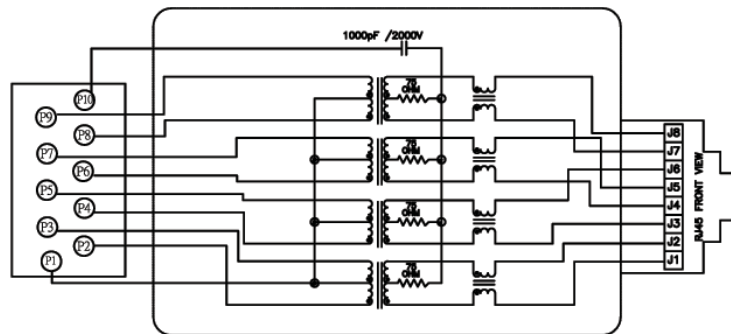 1000pF /2000V
P10
P9
P8
P7
P6
P5
P4
P3
P2
P1
75
OHM
75
OHM
75
OHM
75
OHM
J8
J7
J6
J5
J4
J3
J2
J1
RJ45 FRONT VIEW